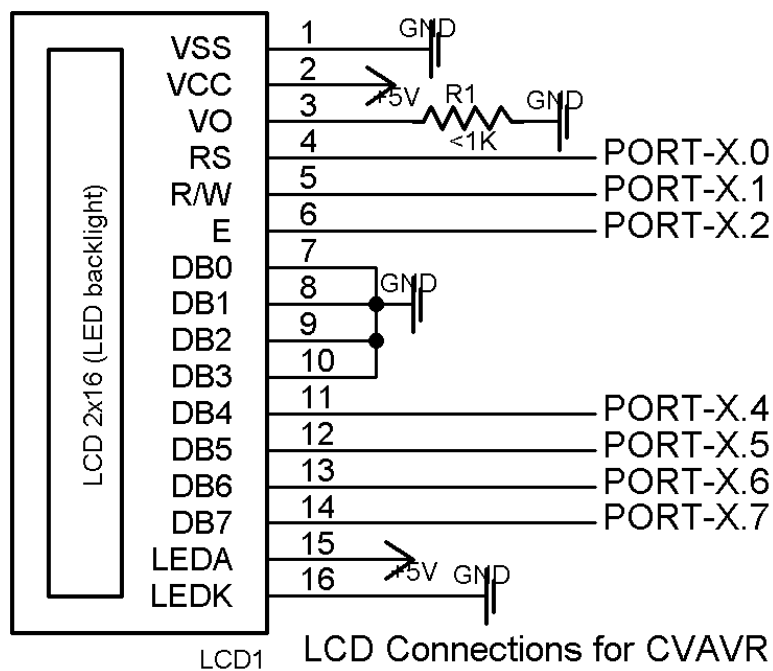 VSS 1 GND
VCC 2 +5V
VO 3 R1 <1K GND
RS 4 PORT-X.0
R/W 5 PORT-X.1
E 6 PORT-X.2
DB0 7
DB1 8 GND
DB2 9
DB3 10
DB4 11 PORT-X.4
DB5 12 PORT-X.5
DB6 13 PORT-X.6
DB7 14 PORT-X.7
LEDA 15 +5V
LEDK 16 GND
LCD 2x16 (LED backlight)
LCD1
LCD Connections for CVAVR